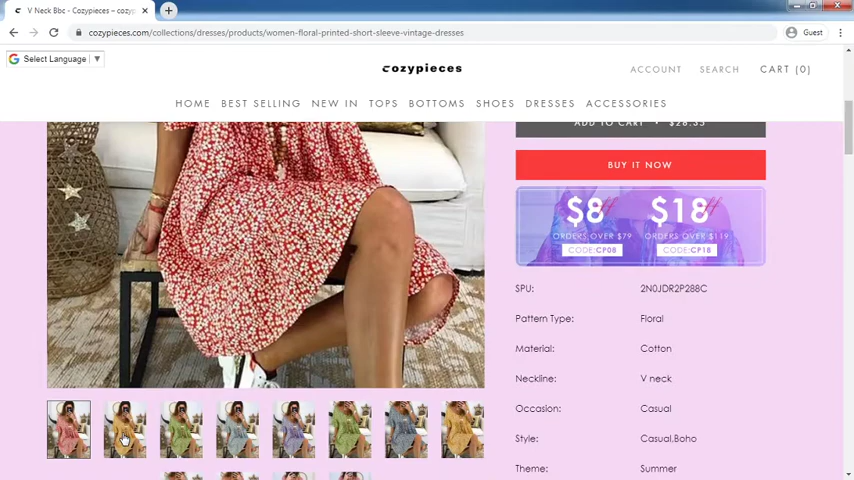 V Neck Bbc - Cozypieces – cozy
cozypieces.com/collections/dresses/products/women-floral-printed-short-sleeve-vintage-dresses
Guest
Select Language ▼
cozypieces
ACCOUNT SEARCH CART (0)
HOME BEST SELLING NEW IN TOPS BOTTOMS SHOES DRESSES ACCESSORIES
ADD TO CART • $28.35
BUY IT NOW
$8 off $18 off
ORDERS OVER $79 ORDERS OVER $119
CODE:CP08 CODE:CP18
SPU: 2N0JDR2P288C
Pattern Type: Floral
Material: Cotton
Neckline: V neck
Occasion: Casual
Style: Casual,Boho
Theme: Summer